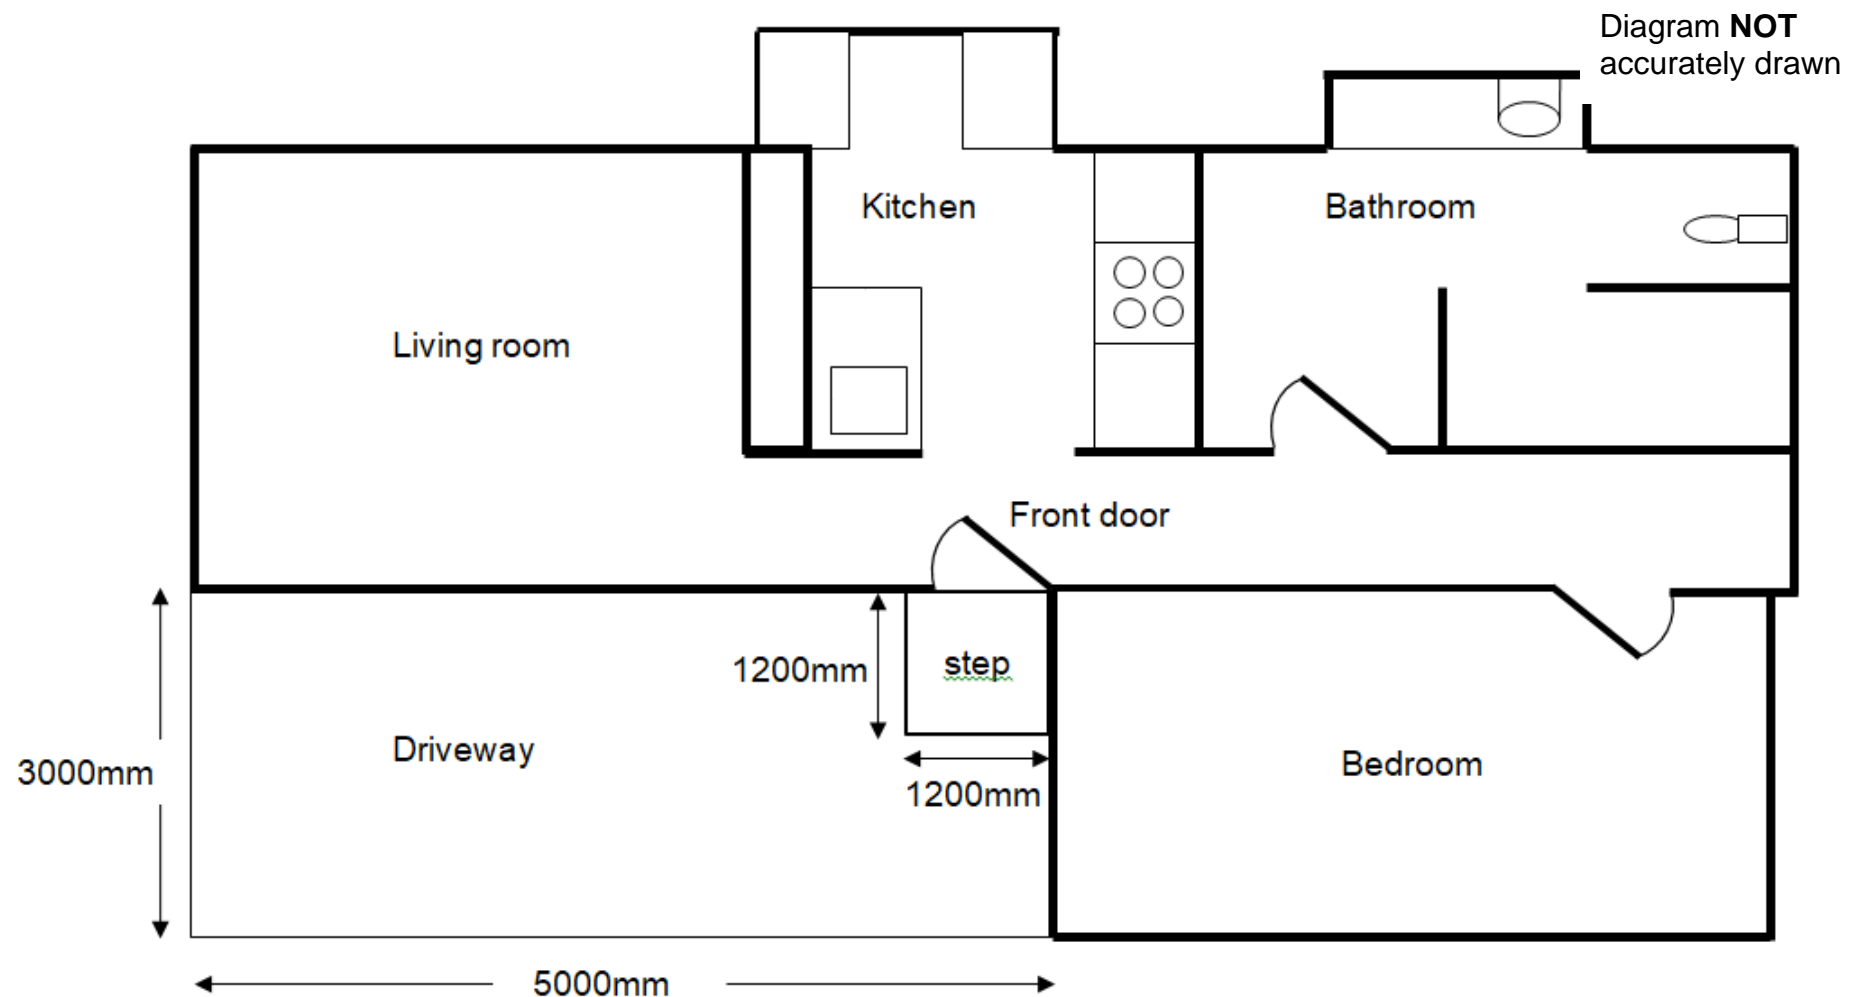 Diagram NOT
accurately drawn
Kitchen
Bathroom
Living room
Front door
1200mm
step
Driveway
3000mm
Bedroom
1200mm
5000mm